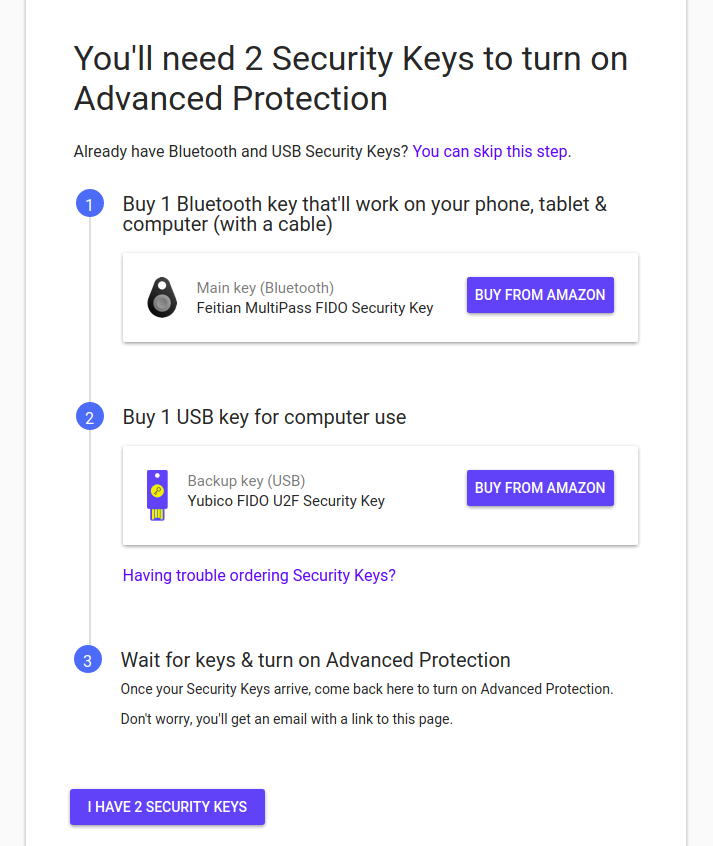 You'll need 2 Security Keys to turn on
Advanced Protection
Already have Bluetooth and USB Security Keys? You can skip this step.
1
Buy 1 Bluetooth key that'll work on your phone, tablet &
computer (with a cable)
Main key (Bluetooth)
Feitian MultiPass FIDO Security Key
BUY FROM AMAZON
2
Buy 1 USB key for computer use
Backup key (USB)
Yubico FIDO U2F Security Key
BUY FROM AMAZON
Having trouble ordering Security Keys?
3
Wait for keys & turn on Advanced Protection
Once your Security Keys arrive, come back here to turn on Advanced Protection.
Don't worry, you'll get an email with a link to this page.
I HAVE 2 SECURITY KEYS